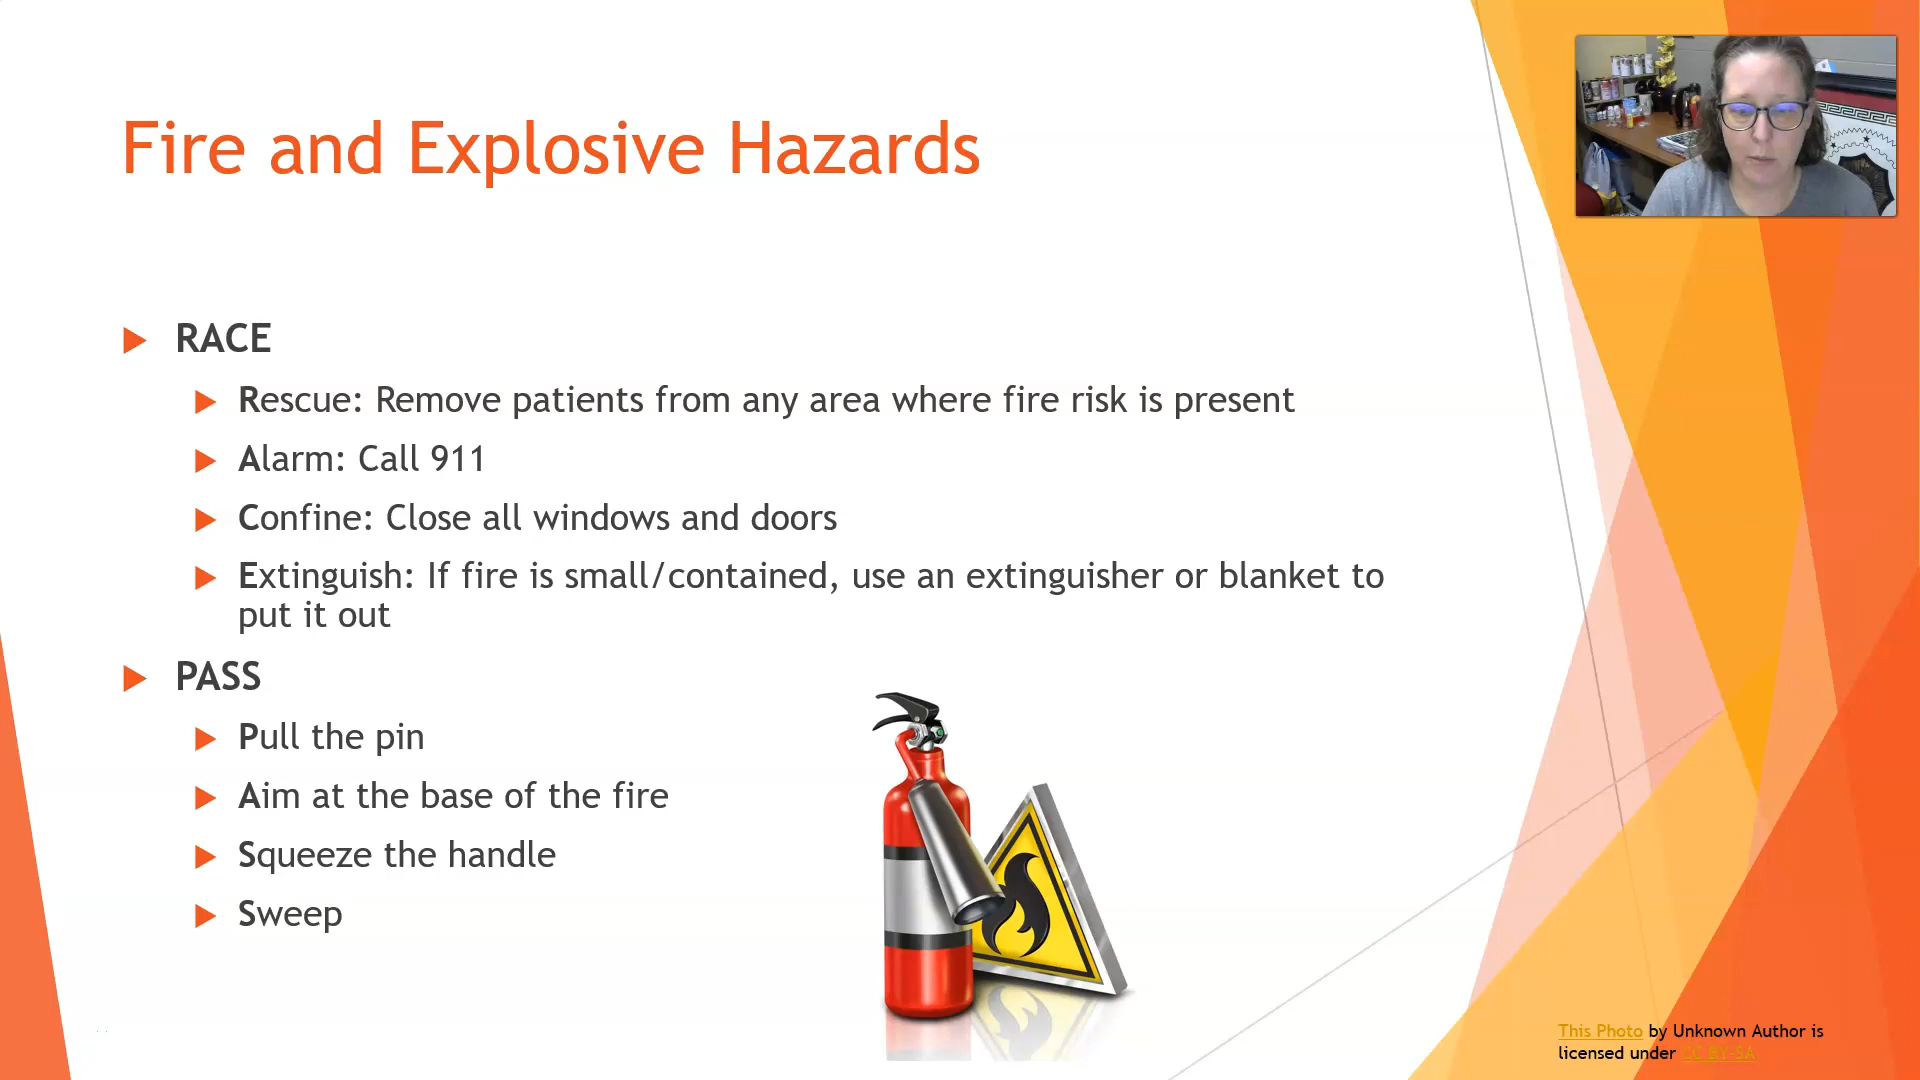 Fire and Explosive Hazards
RACE
Rescue: Remove patients from any area where fire risk is present
Alarm: Call 911
Confine: Close all windows and doors
Extinguish: If fire is small/contained, use an extinguisher or blanket to
put it out
PASS
Pull the pin
Aim at the base of the fire
Squeeze the handle
Sweep
This Photo by Unknown Author is
licensed under CC BY-SA